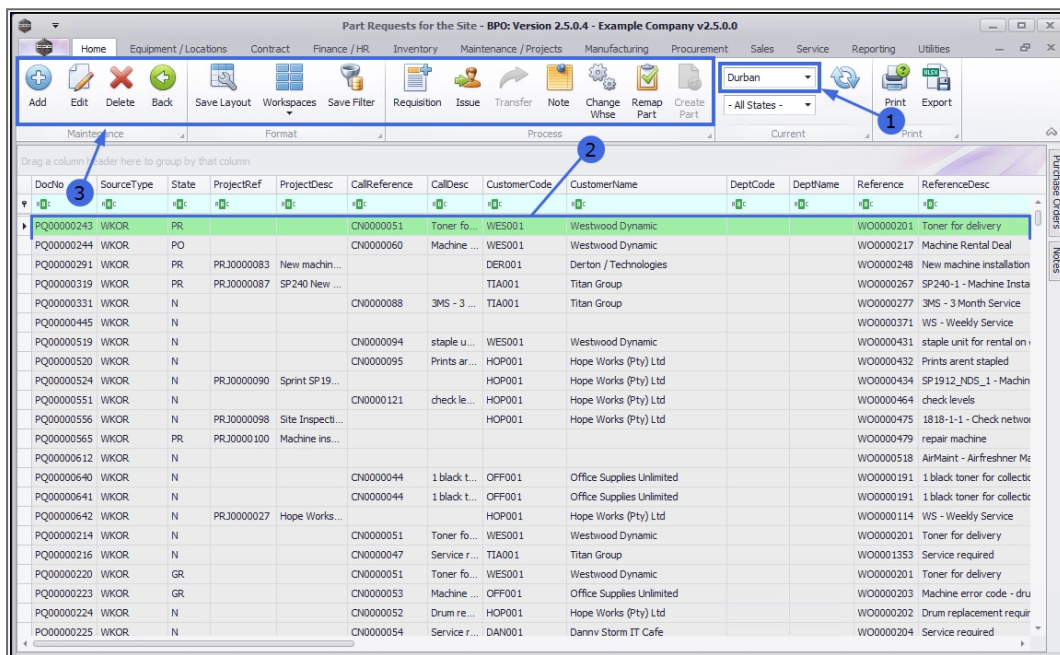 Part Requests for the Site - BPO: Version 2.5.0.4 - Example Company v2.5.0.0
Home Equipment / Locations Contract Finance / HR Inventory Maintenance / Projects Manufacturing Procurement Sales Service Reporting Utilities
Add Edit Delete Back Save Layout Workspaces Save Filter Requisition Issue Transfer Note Change Whse Remap Part Create Part Durban Print Export
- All States -
1
Maintenance Format Process Current Print
2
Drag a column header here to group by that column
3
DocNo SourceType State ProjectRef ProjectDesc CallReference CallDesc CustomerCode CustomerName DeptCode DeptName Reference ReferenceDesc
PQ00000243 WKOR PR CN0000051 Toner fo... WES001 Westwood Dynamic WO0000201 Toner for delivery
PQ00000244 WKOR PO CN0000060 Machine ... WES001 Westwood Dynamic WO0000217 Machine Rental Deal
PQ00000291 WKOR PR PRJ0000083 New machin... DER001 Derton / Technologies WO0000248 New machine installation
PQ00000319 WKOR PR PRJ0000087 SP240 New ... TIA001 Titan Group WO0000267 SP240-1 - Machine Insta
PQ00000331 WKOR N CN0000088 3MS - 3 ... TIA001 Titan Group WO0000277 3MS - 3 Month Service
PQ00000445 WKOR N WO0000371 WS - Weekly Service
PQ00000519 WKOR N CN0000094 staple u... WES001 Westwood Dynamic WO0000431 staple unit for rental on
PQ00000520 WKOR N CN0000095 Prints ar... HOP001 Hope Works (Pty) Ltd WO0000432 Prints arent stapled
PQ00000524 WKOR N PRJ0000090 Sprint SP19... HOP001 Hope Works (Pty) Ltd WO0000434 SP1912_NDS_1 - Machin
PQ00000551 WKOR N CN0000121 check le... HOP001 Hope Works (Pty) Ltd WO0000464 check levels
PQ00000556 WKOR N PRJ0000098 Site Inspecti... HOP001 Hope Works (Pty) Ltd WO0000475 1818-1-1 - Check networ
PQ00000565 WKOR PR PRJ0000100 Machine ins... WO0000479 repair machine
PQ00000612 WKOR N WO0000518 AirMaint - Airfreshner Ma
PQ00000640 WKOR N CN0000044 1 black t... OFF001 Office Supplies Unlimited WO0000191 1 black toner for collectic
PQ00000641 WKOR N CN0000044 1 black t... OFF001 Office Supplies Unlimited WO0000191 1 black toner for collectic
PQ00000642 WKOR N PRJ0000027 Hope Works... HOP001 Hope Works (Pty) Ltd WO0000114 WS - Weekly Service
PQ00000214 WKOR N CN0000051 Toner fo... WES001 Westwood Dynamic WO0000201 Toner for delivery
PQ00000216 WKOR N CN0000047 Service r... TIA001 Titan Group WO0001353 Service required
PQ00000220 WKOR GR CN0000051 Toner fo... WES001 Westwood Dynamic WO0000201 Toner for delivery
PQ00000223 WKOR GR CN0000053 Machine ... OFF001 Office Supplies Unlimited WO0000203 Machine error code - dru
PQ00000224 WKOR N CN0000052 Drum re... HOP001 Hope Works (Pty) Ltd WO0000202 Drum replacement requir
PQ00000225 WKOR N CN0000054 Service r... DAN001 Danny Storm IT Cafe WO0000204 Service required
Purchase Orders
Notes